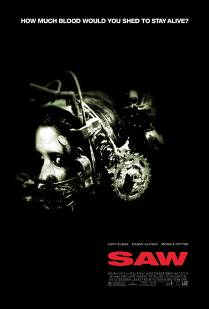 HOW MUCH BLOOD WOULD YOU SHED TO STAY ALIVE?
CARY ELWES DANNY GLOVER MONICA POTTER
SAW